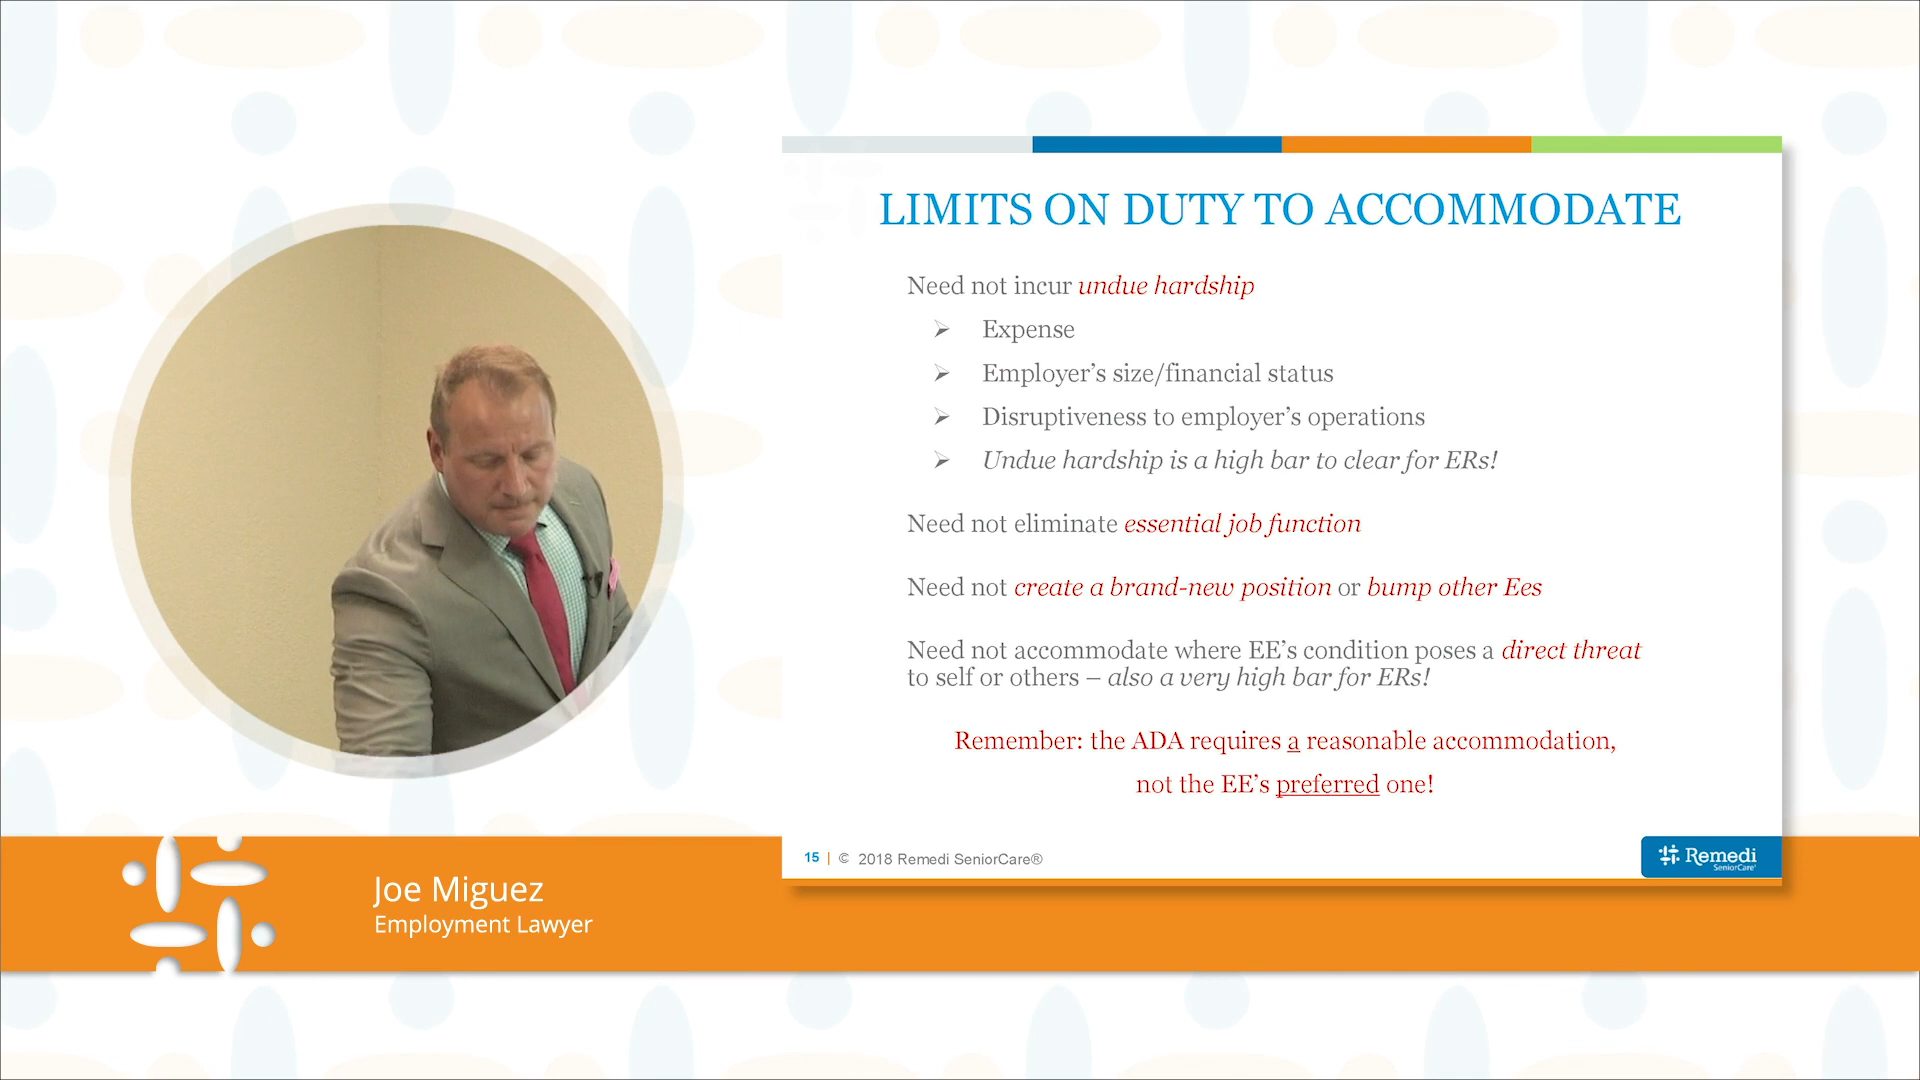 LIMITS ON DUTY TO ACCOMMODATE
Need not incur undue hardship
➢ Expense
➢ Employer’s size/financial status
➢ Disruptiveness to employer’s operations
➢ Undue hardship is a high bar to clear for ERs!
Need not eliminate essential job function
Need not create a brand-new position or bump other Ees
Need not accommodate where EE’s condition poses a direct threat
to self or others – also a very high bar for ERs!
Remember: the ADA requires a reasonable accommodation,
not the EE’s preferred one!
15 | © 2018 Remedi SeniorCare®
Remedi
SeniorCare®
Joe Miguez
Employment Lawyer